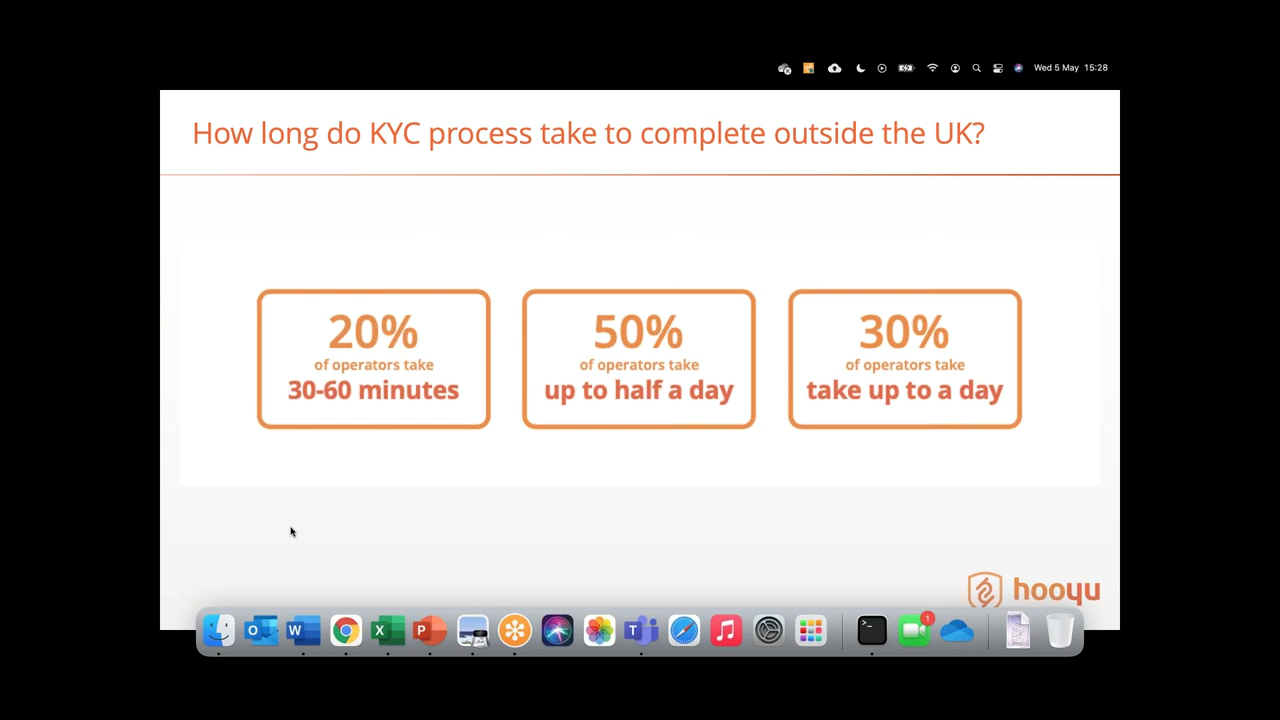 Wed 5 May 15:28
How long do KYC process take to complete outside the UK?
20%
of operators take
30-60 minutes
50%
of operators take
up to half a day
30%
of operators take
take up to a day
hooyu
1